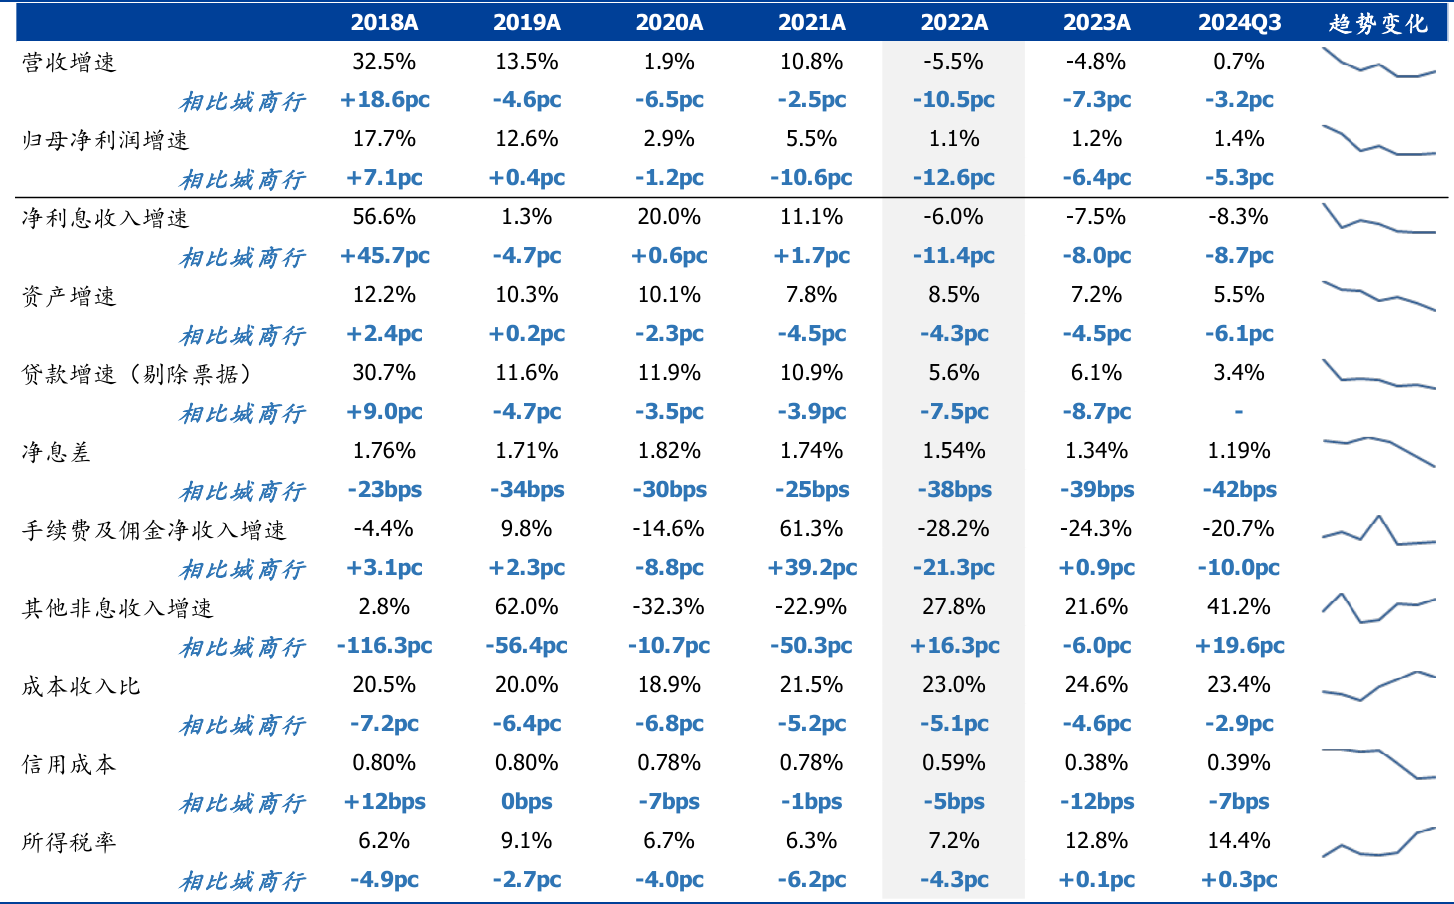 2018A 2019A 2020A 2021A 2022A 2023A 2024Q3 趋势变化
营收增速 32.5% 13.5% 1.9% 10.8% -5.5% -4.8% 0.7%
相比城商行 +18.6pc -4.6pc -6.5pc -2.5pc -10.5pc -7.3pc -3.2pc
归母净利润增速 17.7% 12.6% 2.9% 5.5% 1.1% 1.2% 1.4%
相比城商行 +7.1pc +0.4pc -1.2pc -10.6pc -12.6pc -6.4pc -5.3pc
净利息收入增速 56.6% 1.3% 20.0% 11.1% -6.0% -7.5% -8.3%
相比城商行 +45.7pc -4.7pc +0.6pc +1.7pc -11.4pc -8.0pc -8.7pc
资产增速 12.2% 10.3% 10.1% 7.8% 8.5% 7.2% 5.5%
相比城商行 +2.4pc +0.2pc -2.3pc -4.5pc -4.3pc -4.5pc -6.1pc
贷款增速（剔除票据） 30.7% 11.6% 11.9% 10.9% 5.6% 6.1% 3.4%
相比城商行 +9.0pc -4.7pc -3.5pc -3.9pc -7.5pc -8.7pc -
净息差 1.76% 1.71% 1.82% 1.74% 1.54% 1.34% 1.19%
相比城商行 -23bps -34bps -30bps -25bps -38bps -39bps -42bps
手续费及佣金净收入增速 -4.4% 9.8% -14.6% 61.3% -28.2% -24.3% -20.7%
相比城商行 +3.1pc +2.3pc -8.8pc +39.2pc -21.3pc +0.9pc -10.0pc
其他非息收入增速 2.8% 62.0% -32.3% -22.9% 27.8% 21.6% 41.2%
相比城商行 -116.3pc -56.4pc -10.7pc -50.3pc +16.3pc -6.0pc +19.6pc
成本收入比 20.5% 20.0% 18.9% 21.5% 23.0% 24.6% 23.4%
相比城商行 -7.2pc -6.4pc -6.8pc -5.2pc -5.1pc -4.6pc -2.9pc
信用成本 0.80% 0.80% 0.78% 0.78% 0.59% 0.38% 0.39%
相比城商行 +12bps 0bps -7bps -1bps -5bps -12bps -7bps
所得税率 6.2% 9.1% 6.7% 6.3% 7.2% 12.8% 14.4%
相比城商行 -4.9pc -2.7pc -4.0pc -6.2pc -4.3pc +0.1pc +0.3pc